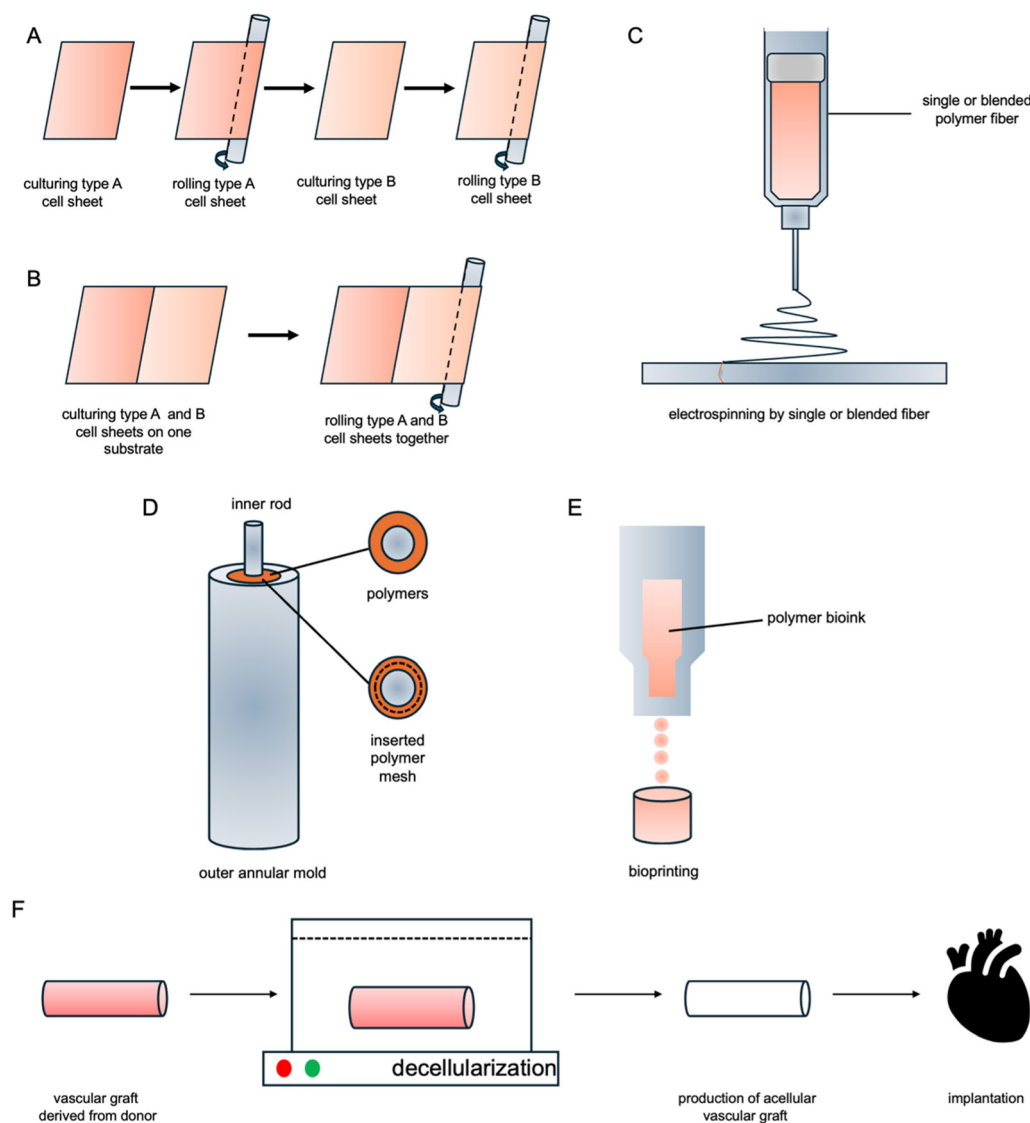 A
culturing type A
cell sheet
rolling type A
cell sheet
culturing type B
cell sheet
rolling type B
cell sheet
B
culturing type A and B
cell sheets on one
substrate
rolling type A and B
cell sheets together
C
single or blended
polymer fiber
electrospinning by single or blended fiber
D
inner rod
polymers
inserted
polymer
mesh
outer annular mold
E
polymer bioink
bioprinting
F
decellularization
vascular graft
derived from donor
production of acellular
vascular graft
implantation